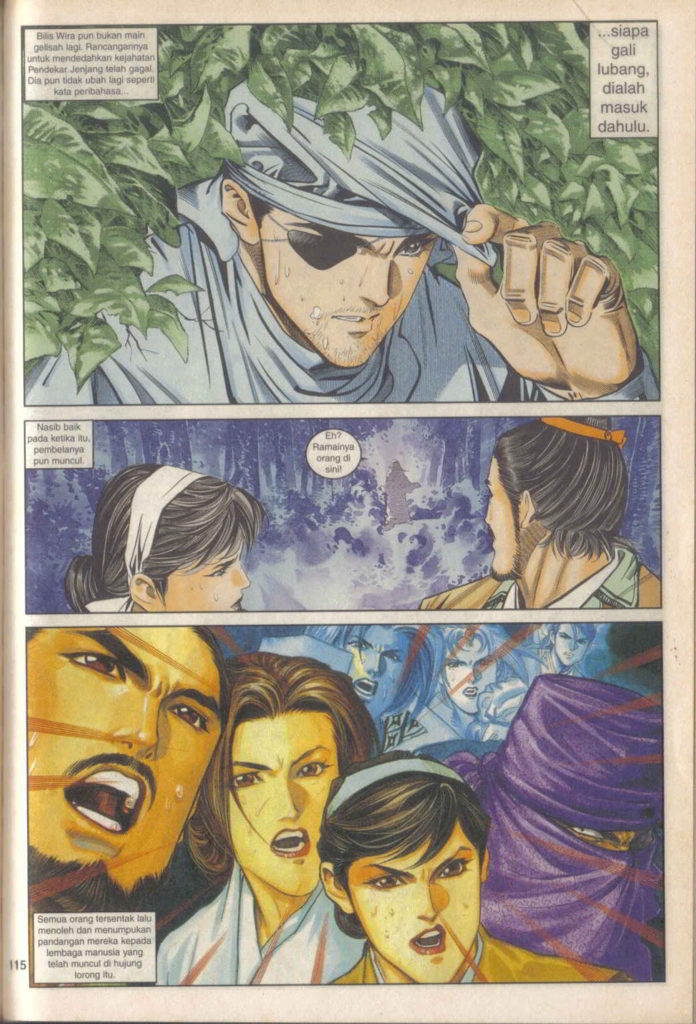 Bilis Wira pun bukan main
gelisah lagi. Rancangannya
untuk mendedahkan kejahatan
Pendekar Jenjang telah gagal.
Dia pun tidak ubah lagi seperti
kata peribahasa...
...siapa
gali
lubang,
dialah
masuk
dahulu.
Nasib baik
pada ketika itu,
pembelanya
pun muncul.
Eh?
Ramainya
orang di
sini!
Semua orang tersentak lalu
menoleh dan menumpukan
pandangan mereka kepada
lembaga manusia yang
telah muncul di hujung
lorong itu.
115